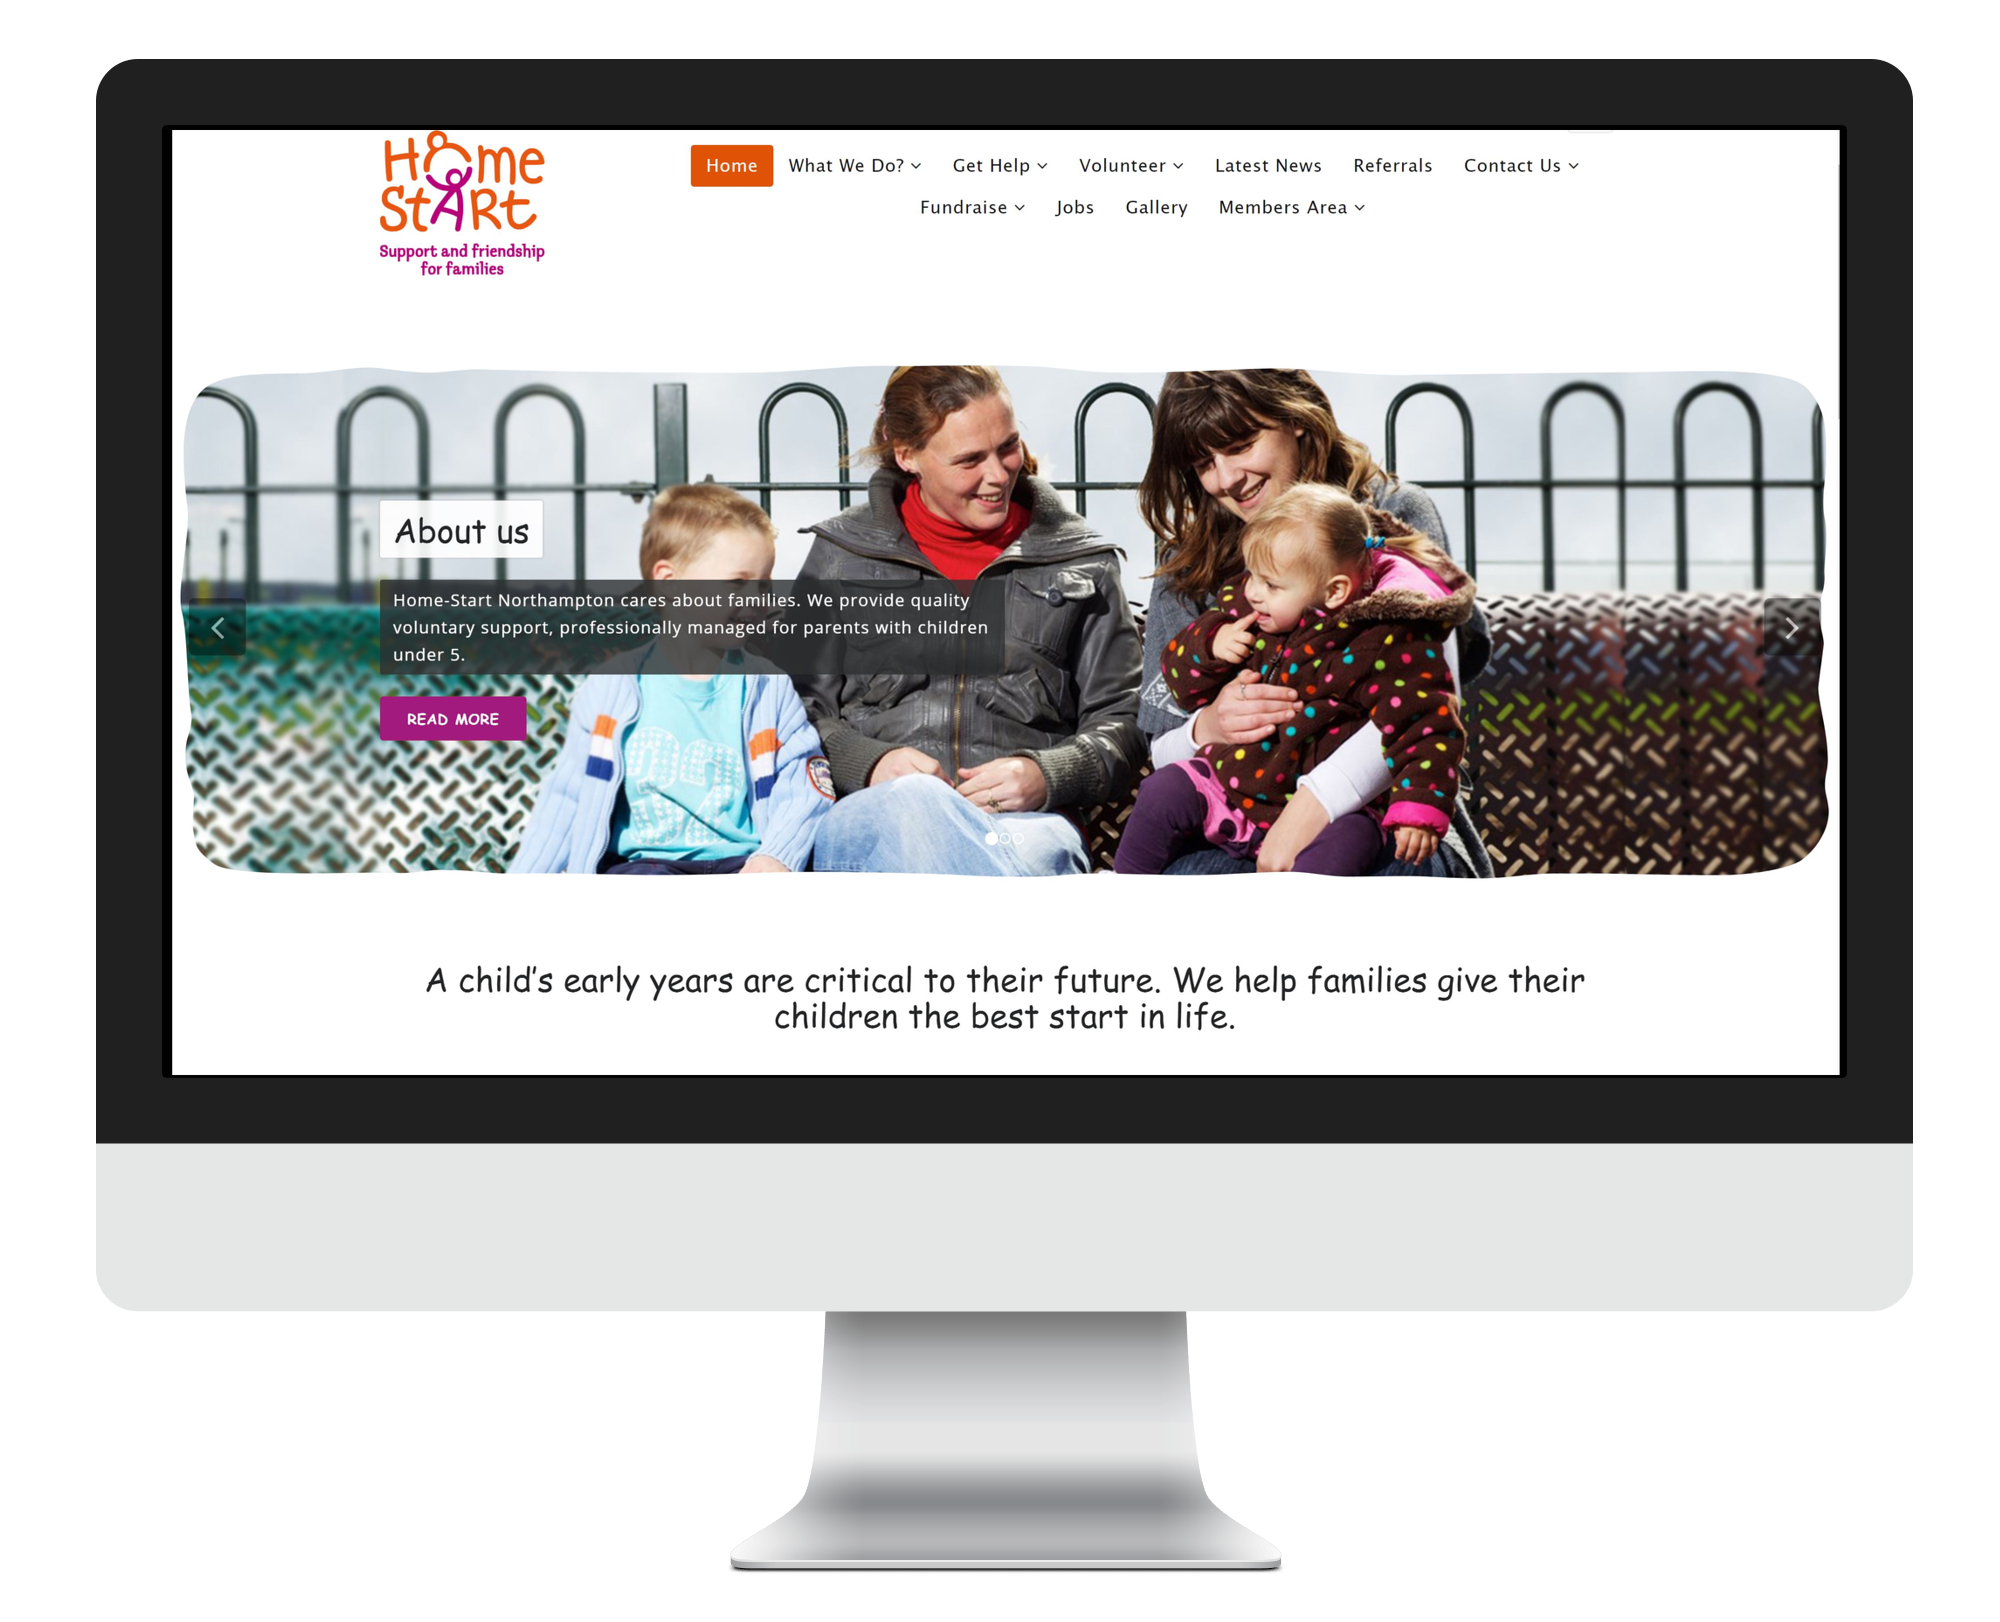 Home
Start
Support and friendship
for families
Home What We Do? Get Help Volunteer Latest News Referrals Contact Us
Fundraise Jobs Gallery Members Area
About us
Home-Start Northampton cares about families. We provide quality
voluntary support, professionally managed for parents with children
under 5.
READ MORE
A child's early years are critical to their future. We help families give their
children the best start in life.